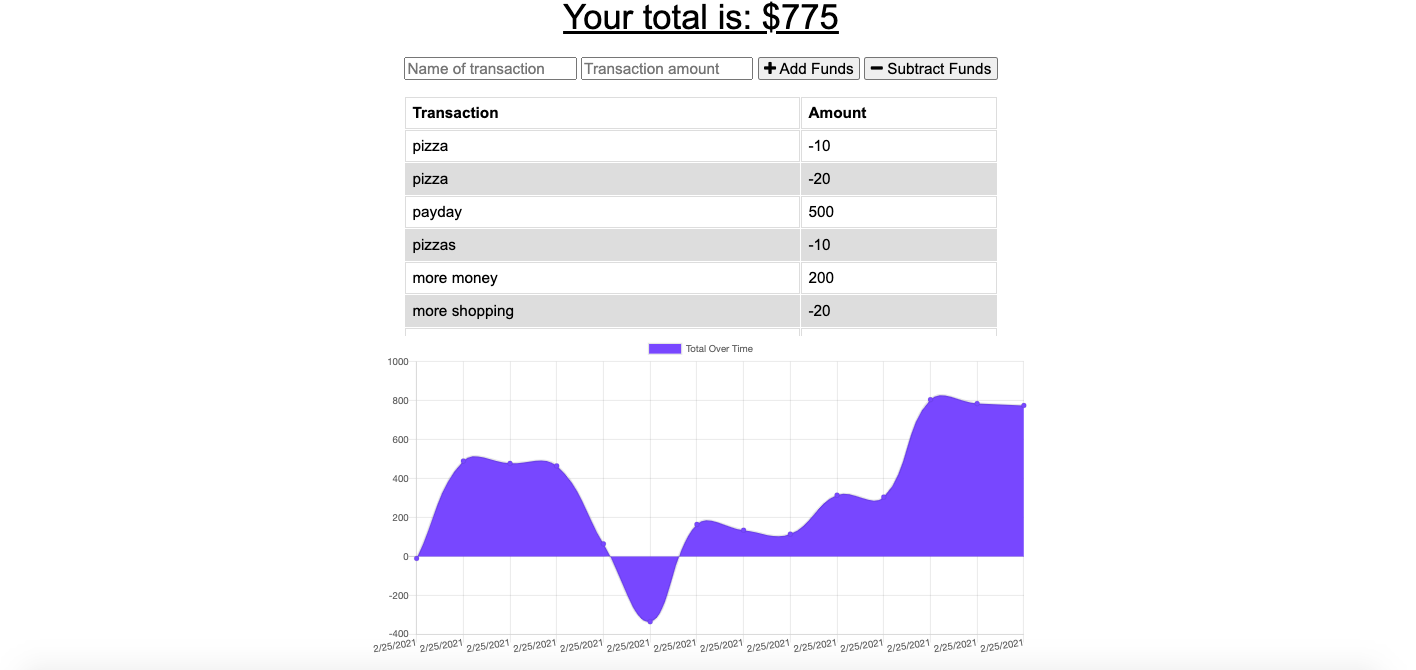 Your total is: $775
Name of transaction Transaction amount Add Funds Subtract Funds
Transaction Amount
pizza -10
pizza -20
payday 500
pizzas -10
more money 200
more shopping -20
Total Over Time
1000
800
600
400
200
0
-200
-400
2/25/2021 2/25/2021 2/25/2021 2/25/2021 2/25/2021 2/25/2021 2/25/2021 2/25/2021 2/25/2021 2/25/2021 2/25/2021 2/25/2021 2/25/2021 2/25/2021